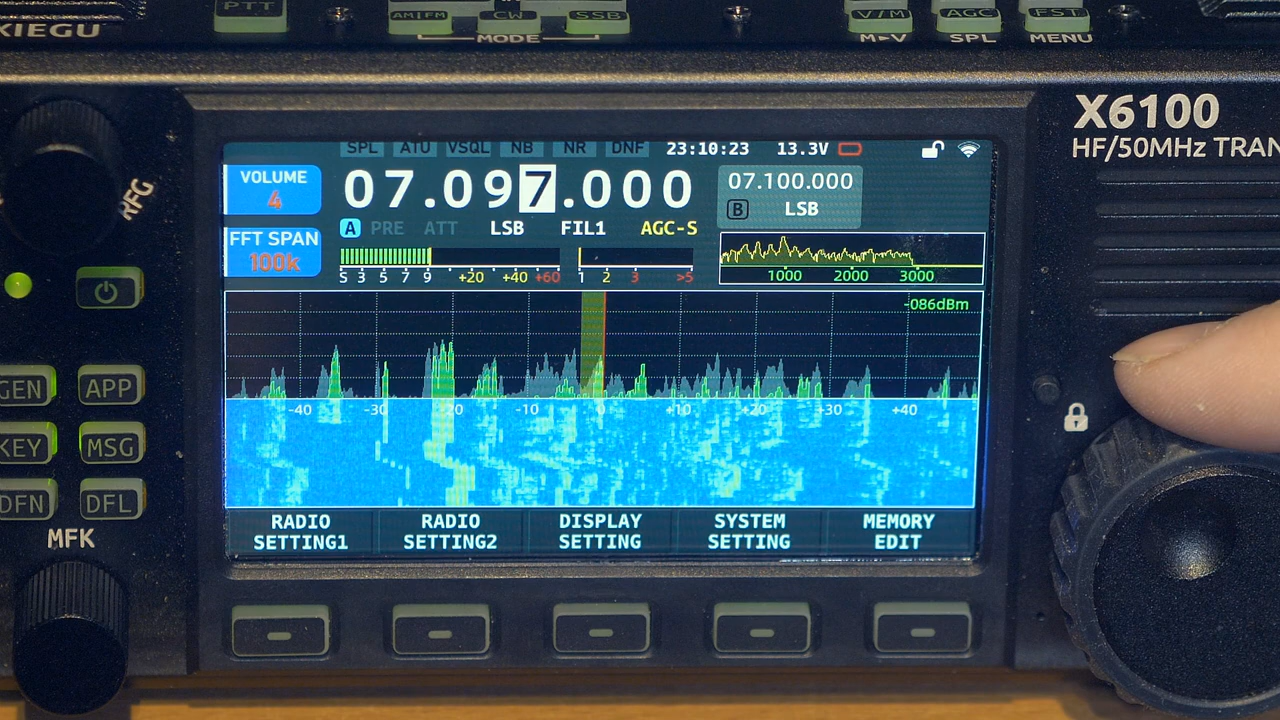 PTT
AM|FM CW SSB
V/M AGC FST
XIEGU
MODE
M▸V SPL MENU
X6100
HF/50MHz TRAN
RFG
SPL ATU VSQL NB NR DNF 23:10:23 13.3V
VOLUME
4
07.097.000
07.100.000
A PRE ATT LSB FIL1 AGC-S
B LSB
FFT SPAN
100k
S 3 5 7 9 +20 +40 +60
1 2 3 >5
1000 2000 3000
-086dBm
-40 -30 -20 -10 0 +10 +20 +30 +40
GEN APP
KEY MSG
DFN DFL
MFK
RADIO SETTING1
RADIO SETTING2
DISPLAY SETTING
SYSTEM SETTING
MEMORY EDIT